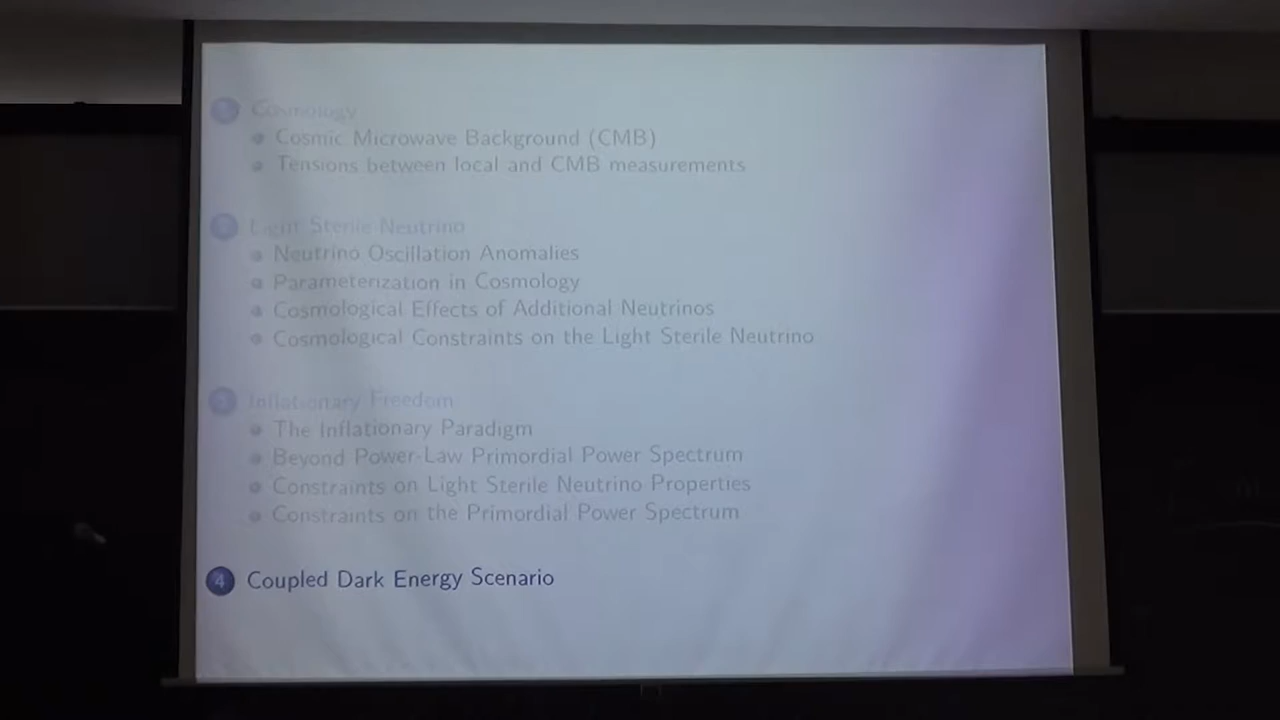 1 Cosmology
Cosmic Microwave Background (CMB)
Tensions between local and CMB measurements
2 Light Sterile Neutrino
Neutrino Oscillation Anomalies
Parameterization in Cosmology
Cosmological Effects of Additional Neutrinos
Cosmological Constraints on the Light Sterile Neutrino
3 Inflationary Freedom
The Inflationary Paradigm
Beyond Power-Law Primordial Power Spectrum
Constraints on Light Sterile Neutrino Properties
Constraints on the Primordial Power Spectrum
4 Coupled Dark Energy Scenario